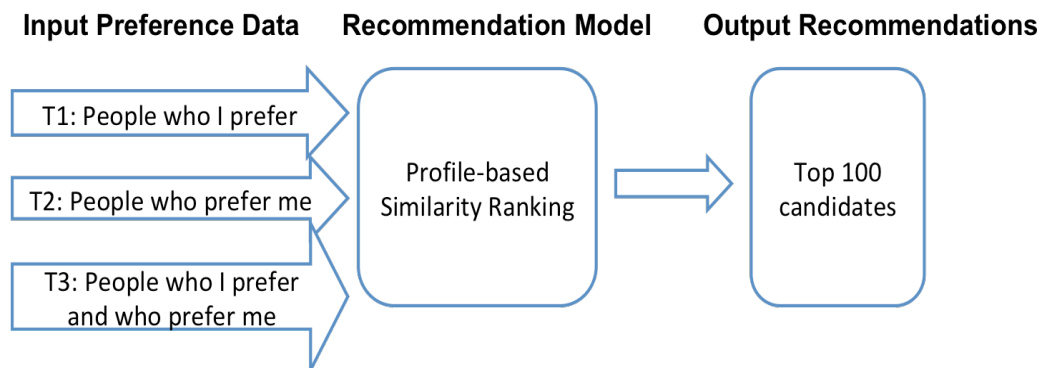 Input Preference Data
Recommendation Model
Output Recommendations
T1: People who I prefer
T2: People who prefer me
T3: People who I prefer
and who prefer me
Profile-based
Similarity Ranking
Top 100
candidates